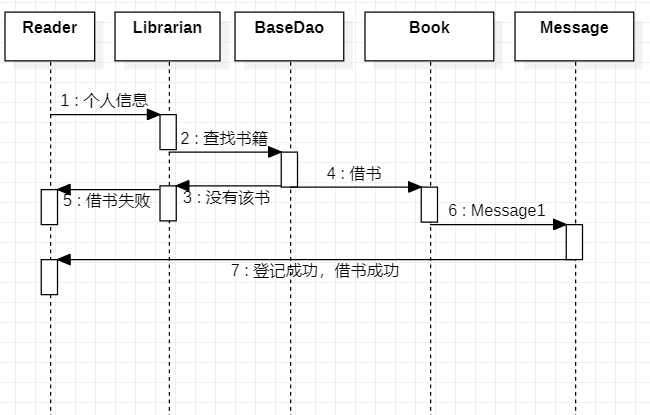 Reader
Librarian
BaseDao
Book
Message
1 : 个人信息
2 : 查找书籍
3 : 没有该书
4 : 借书
5 : 借书失败
6 : Message1
7 : 登记成功，借书成功